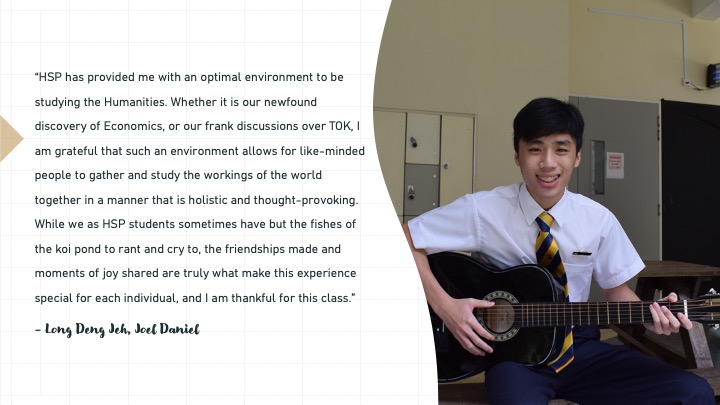 “HSP has provided me with an optimal environment to be
studying the Humanities. Whether it is our newfound
discovery of Economics, or our frank discussions over TOK, I
am grateful that such an environment allows for like-minded
people to gather and study the workings of the world
together in a manner that is holistic and thought-provoking.
While we as HSP students sometimes have but the fishes of
the koi pond to rant and cry to, the friendships made and
moments of joy shared are truly what make this experience
special for each individual, and I am thankful for this class.”
– Long Deng Jeh, Joel Daniel